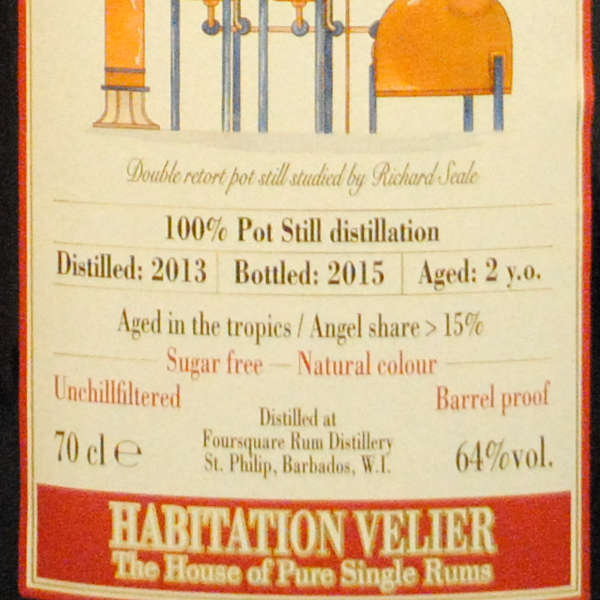 Double retort pot still studied by Richard Seale
100% Pot Still distillation
Distilled: 2013 Bottled: 2015 Aged: 2 y.o.
Aged in the tropics / Angel share > 15%
Sugar free — Natural colour
Unchillfiltered Barrel proof
Distilled at
Foursquare Rum Distillery
St. Philip, Barbados, W.I.
70 cl ℮ 64%vol.
HABITATION VELIER
The House of Pure Single Rums